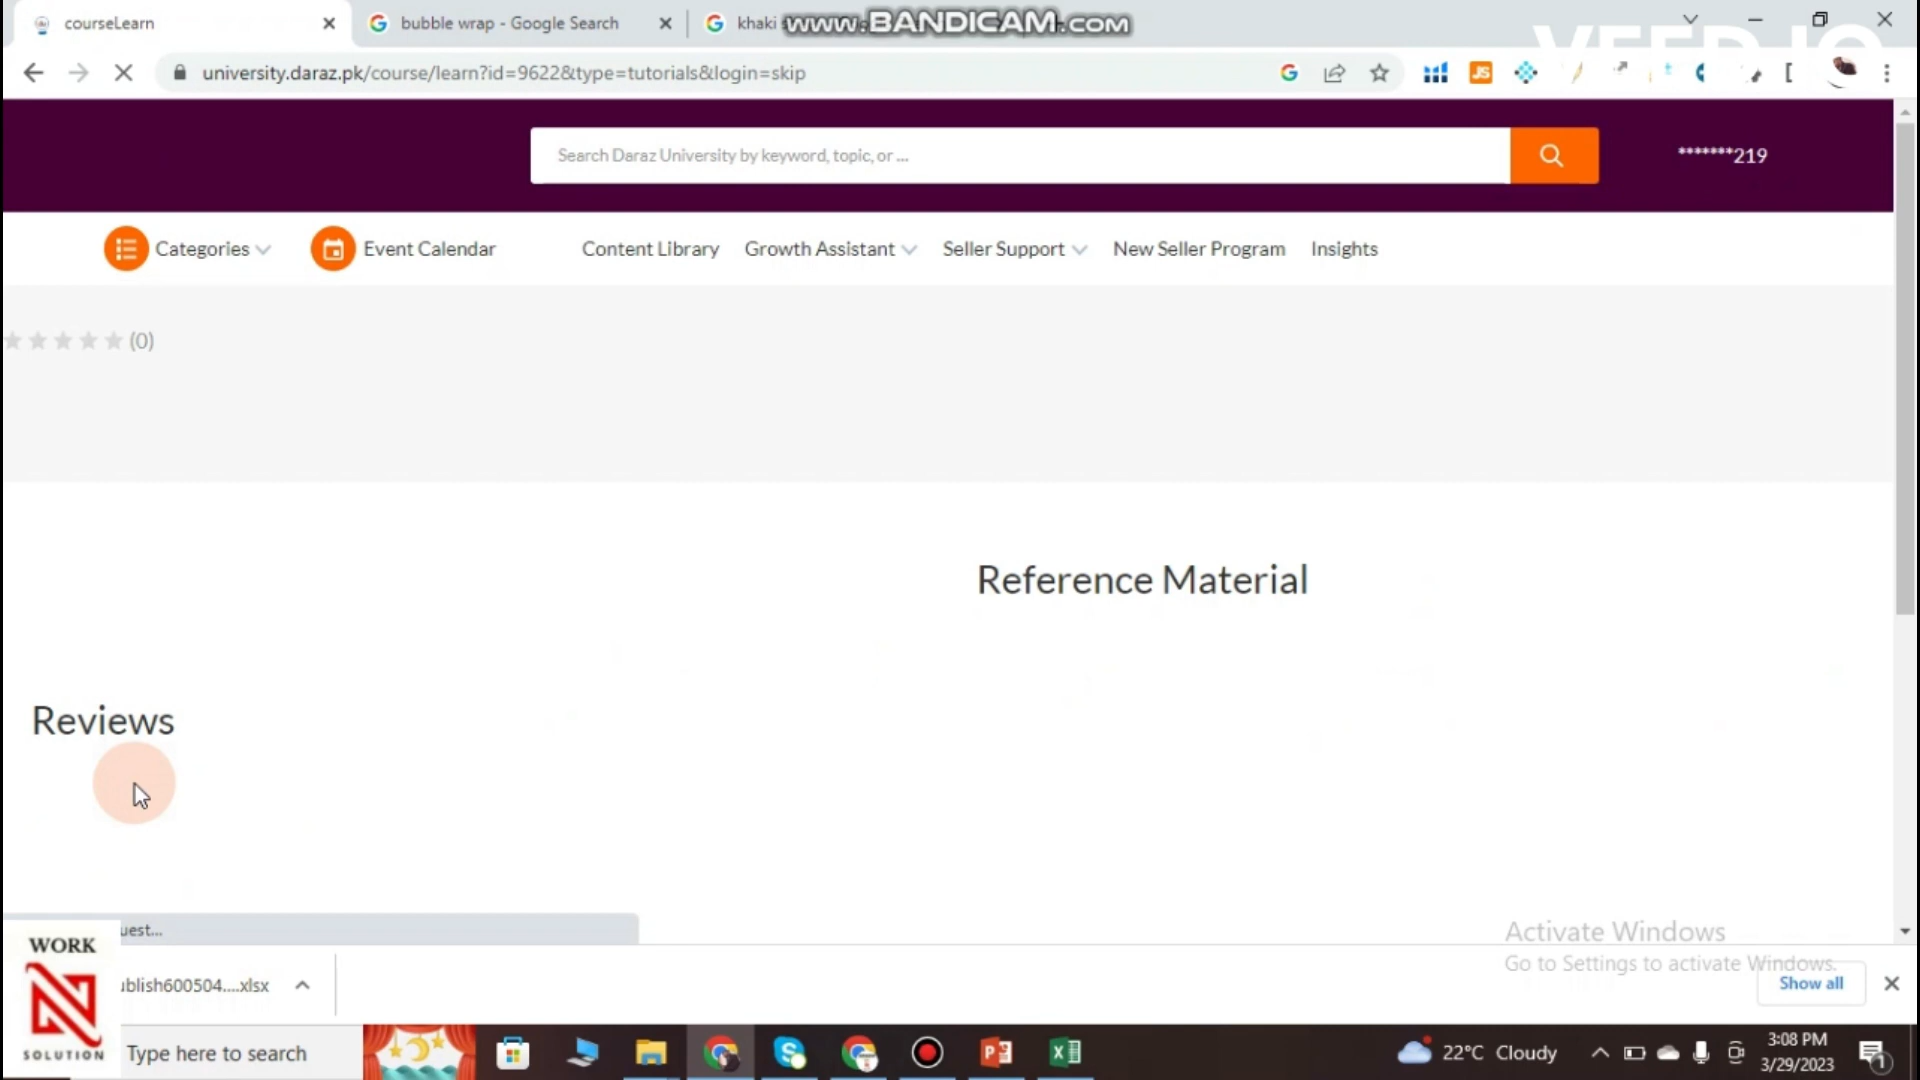 courseLearn
bubble wrap - Google Search
khaki
www.BANDICAM.com
VEED.IO
university.daraz.pk/course/learn?id=9622&type=tutorials&login=skip
Search Daraz University by keyword, topic, or ...
*******219
Categories
Event Calendar
Content Library
Growth Assistant
Seller Support
New Seller Program
Insights
(0)
Reference Material
Reviews
uest...
Activate Windows
Go to Settings to activate Windows.
WORK
SOLUTION
ublish600504....xlsx
Show all
Type here to search
22°C Cloudy
3:08 PM
3/29/2023
1